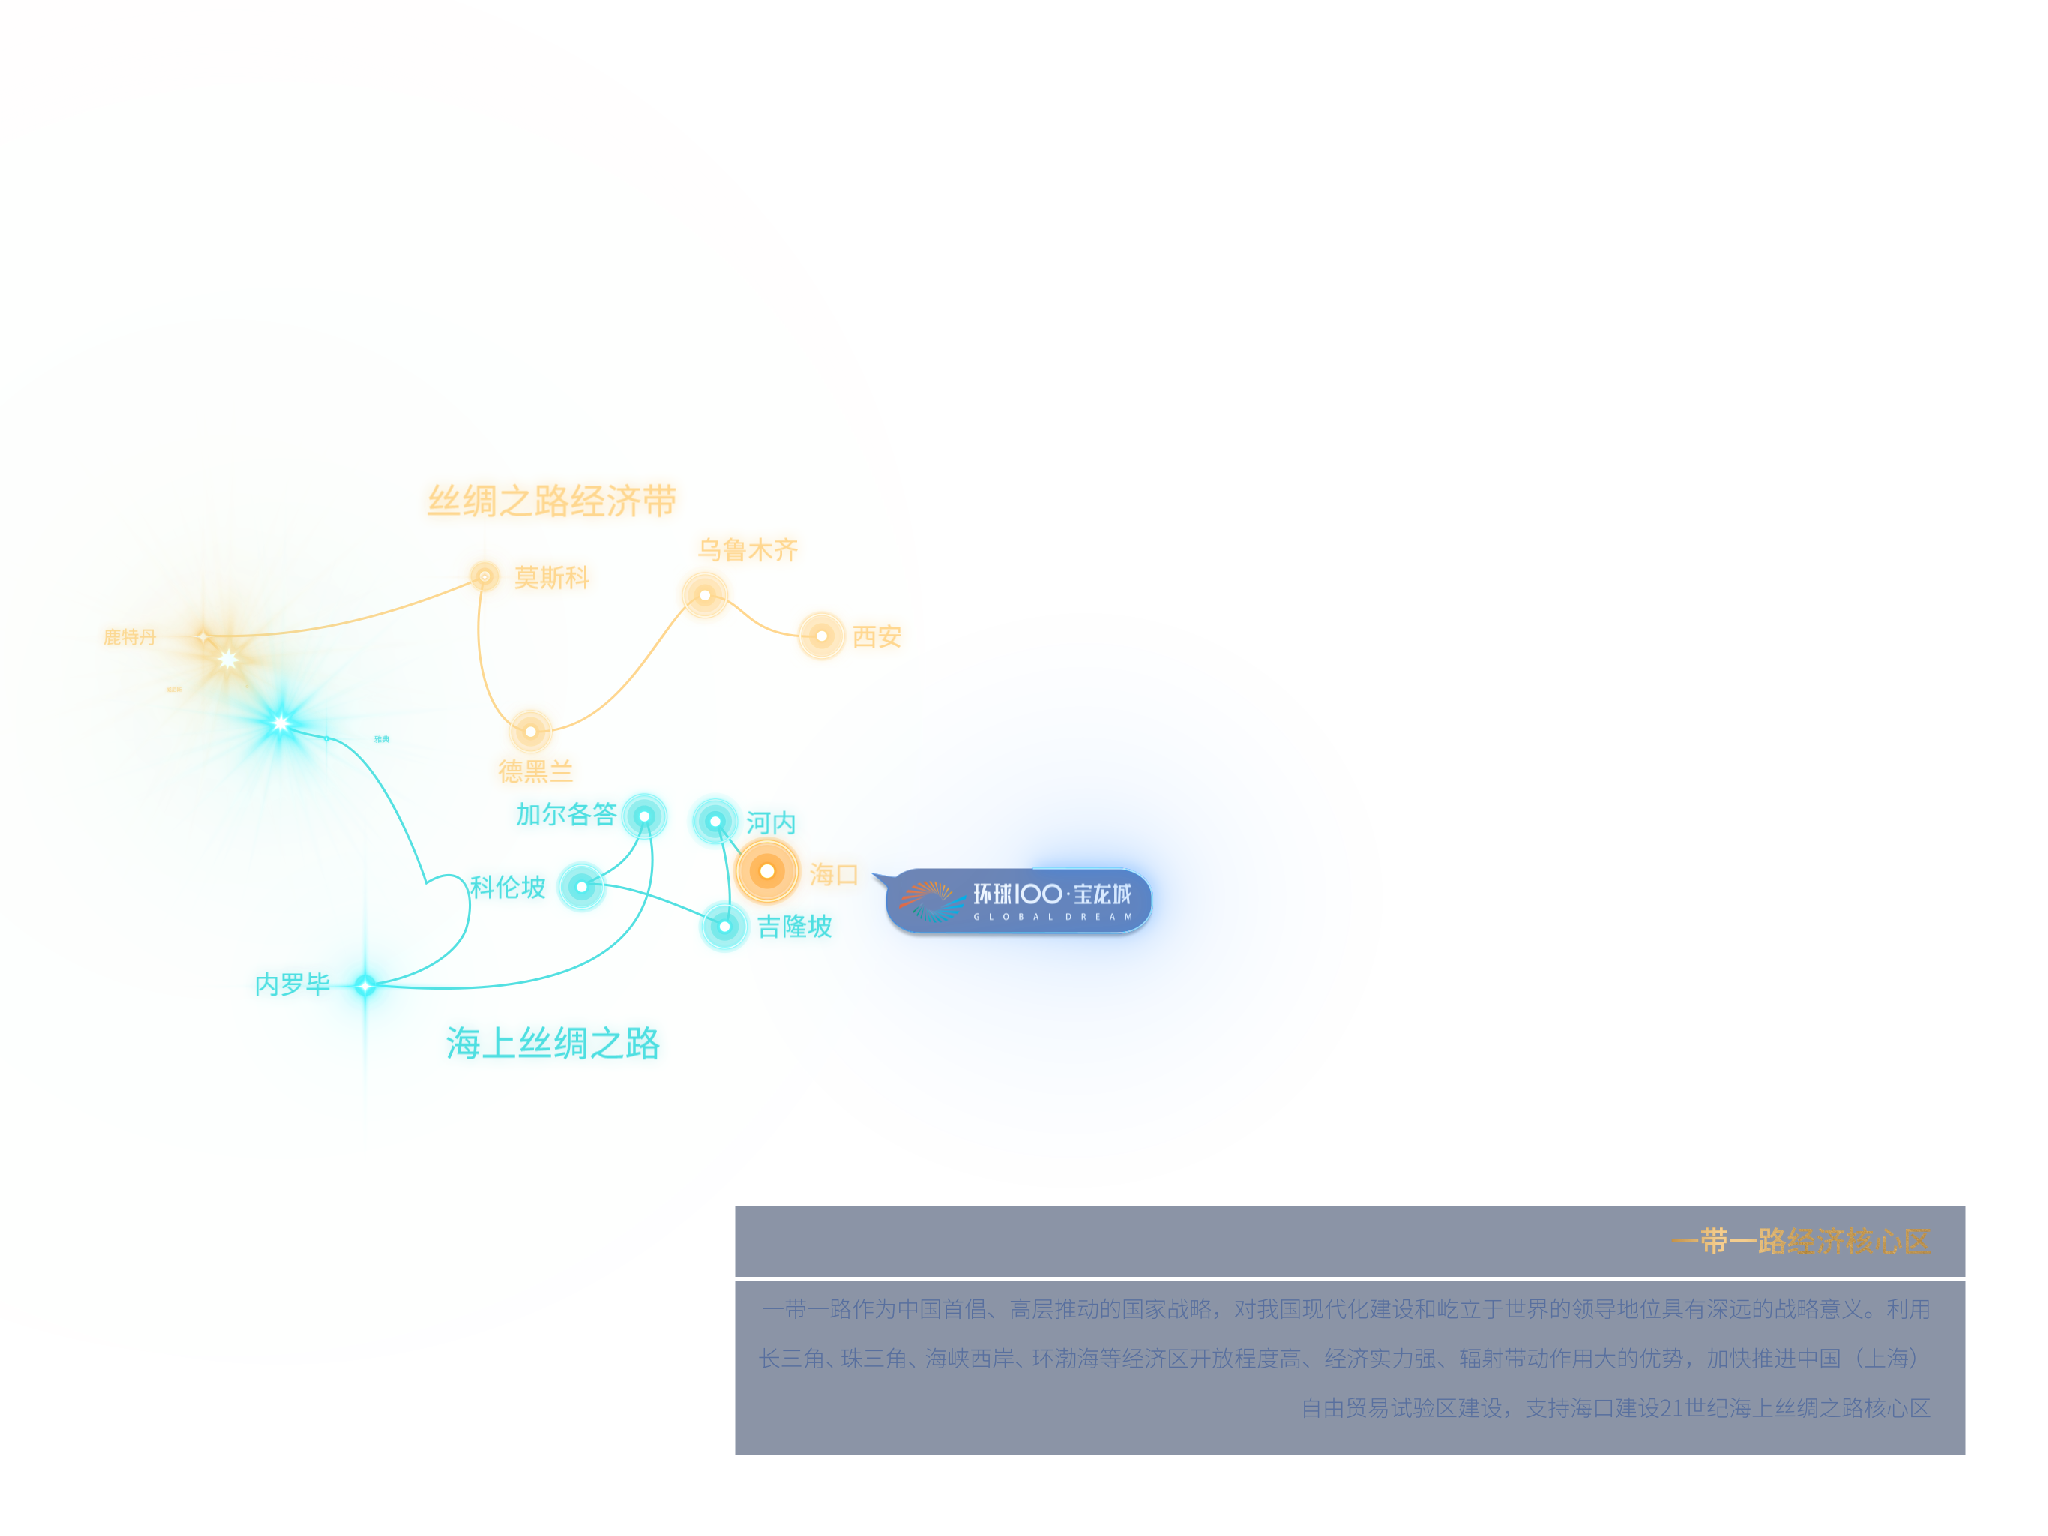 丝绸之路经济带
乌鲁木齐
莫斯科
鹿特丹
西安
雅典
德黑兰
加尔各答
河内
海口
科伦坡
环球100·宝龙城
GLOBAL DREAM
吉隆坡
内罗毕
海上丝绸之路
一带一路经济核心区
一带一路作为中国首倡、高层推动的国家战略，对我国现代化建设和屹立于世界的领导地位具有深远的战略意义。利用
长三角、珠三角、海峡西岸、环渤海等经济区开放程度高、经济实力强、辐射带动作用大的优势，加快推进中国（上海）
自由贸易试验区建设，支持海口建设21世纪海上丝绸之路核心区